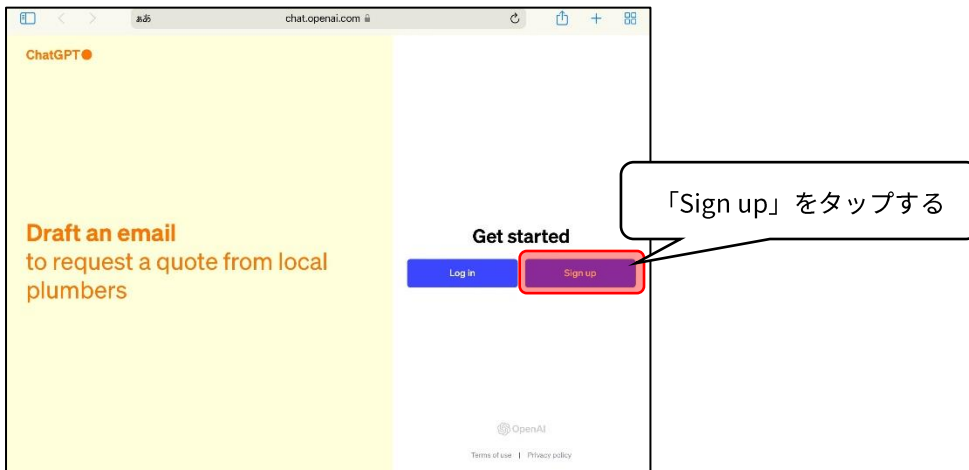 ああ
chat.openai.com
ChatGPT
Draft an email
to request a quote from local
plumbers
Get started
Log in
Sign up
「Sign up」をタップする
OpenAI
Terms of use | Privacy policy